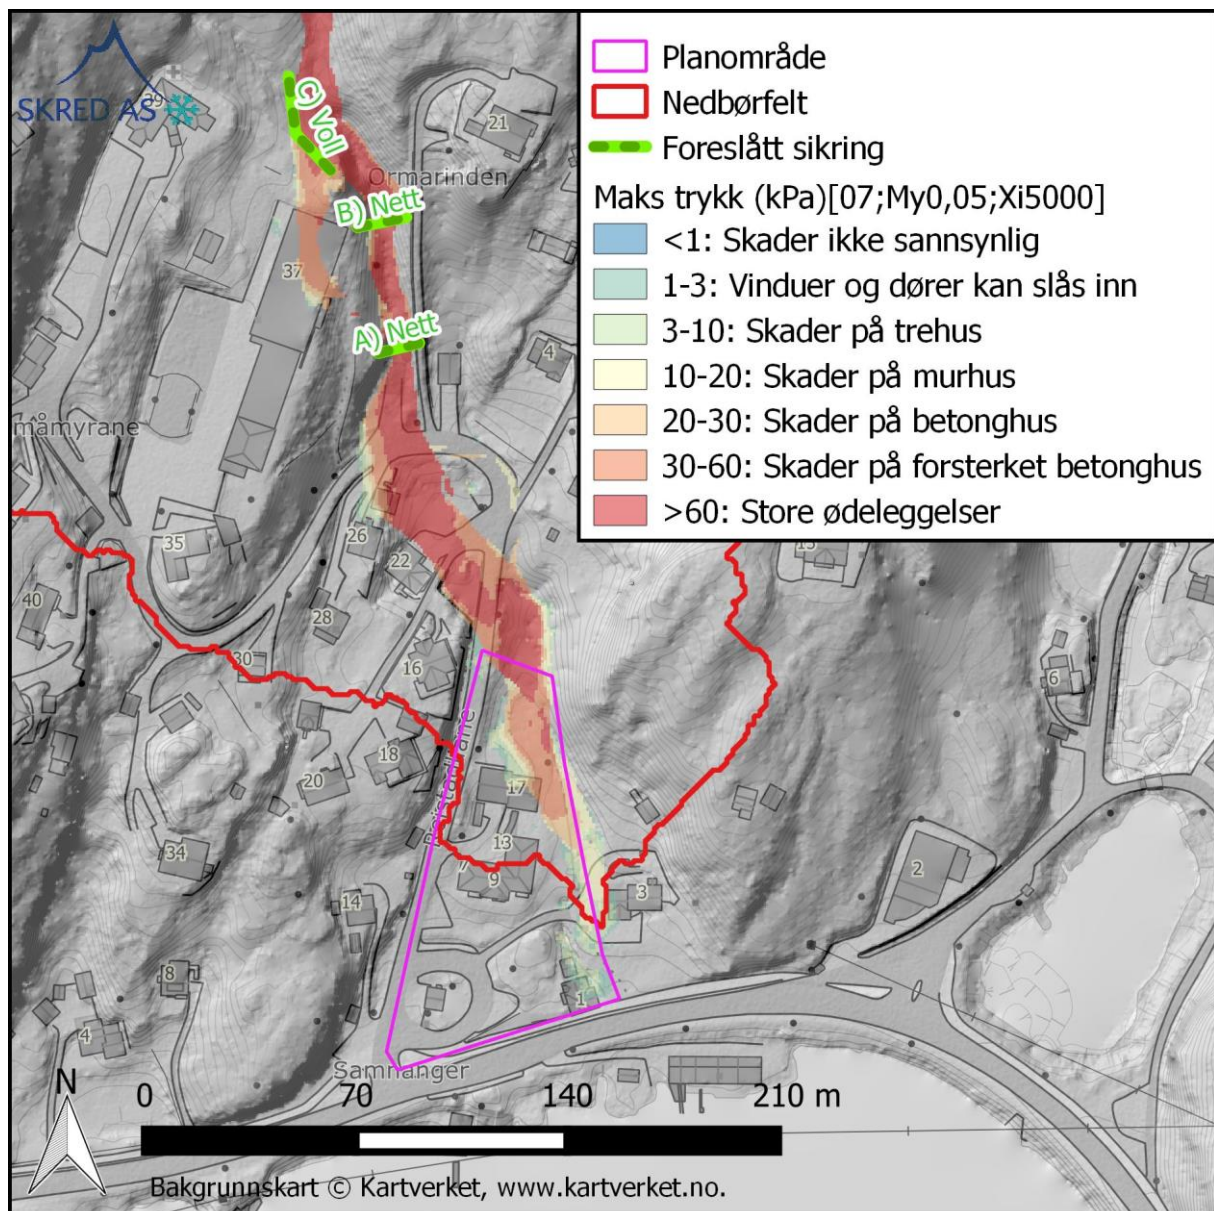 SKRED AS
Planområde
Nedbørfelt
Foreslått sikring
Maks trykk (kPa)[07;My0,05;Xi5000]
<1: Skader ikke sannsynlig
1-3: Vinduer og dører kan slås inn
3-10: Skader på trehus
10-20: Skader på murhus
20-30: Skader på betonghus
30-60: Skader på forsterket betonghus
>60: Store ødeleggelser
39
C) Voll
21
Ormarinden
B) Nett
37
A) Nett
4
måmyrane
35
26
22
15
40
28
30
16
6
18
20
17
13
34
9
2
3
14
8
1
4
Samnanger
N
0
70
140
210 m
Bakgrunnskart © Kartverket, www.kartverket.no.